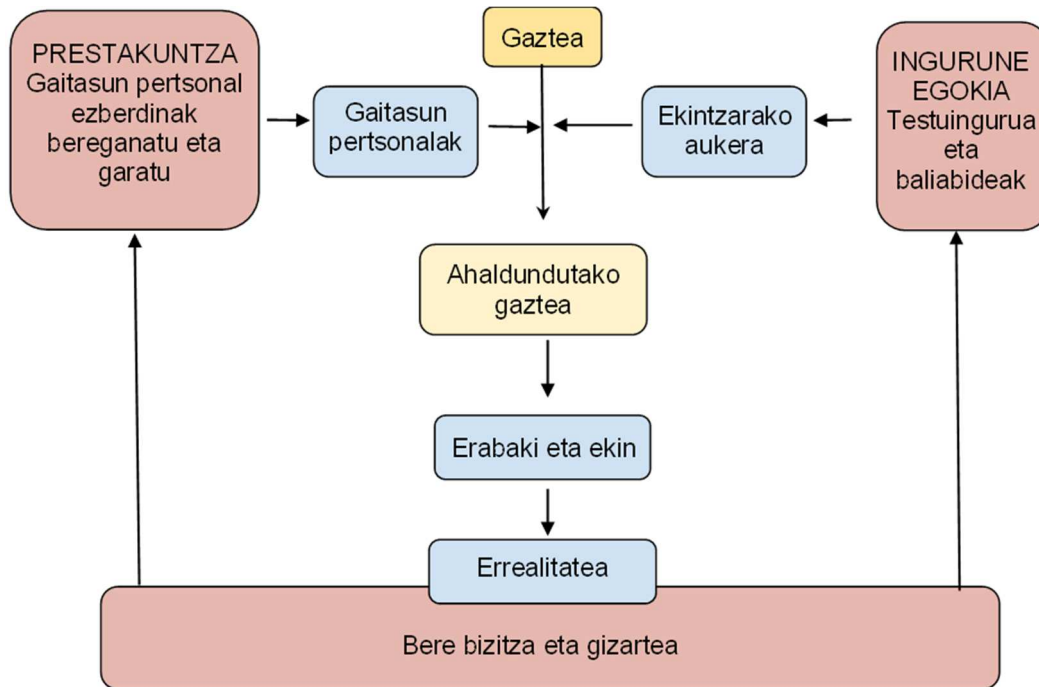 PRESTAKUNTZA
Gaitasun pertsonal
ezberdinak
bereganatu eta
garatu
Gaitasun
pertsonalak
Gaztea
Ekintzarako
aukera
INGURUNE
EGOKIA
Testuingurua
eta
baliabideak
Ahaldundutako
gaztea
Erabaki eta ekin
Errealitatea
Bere bizitza eta gizartea